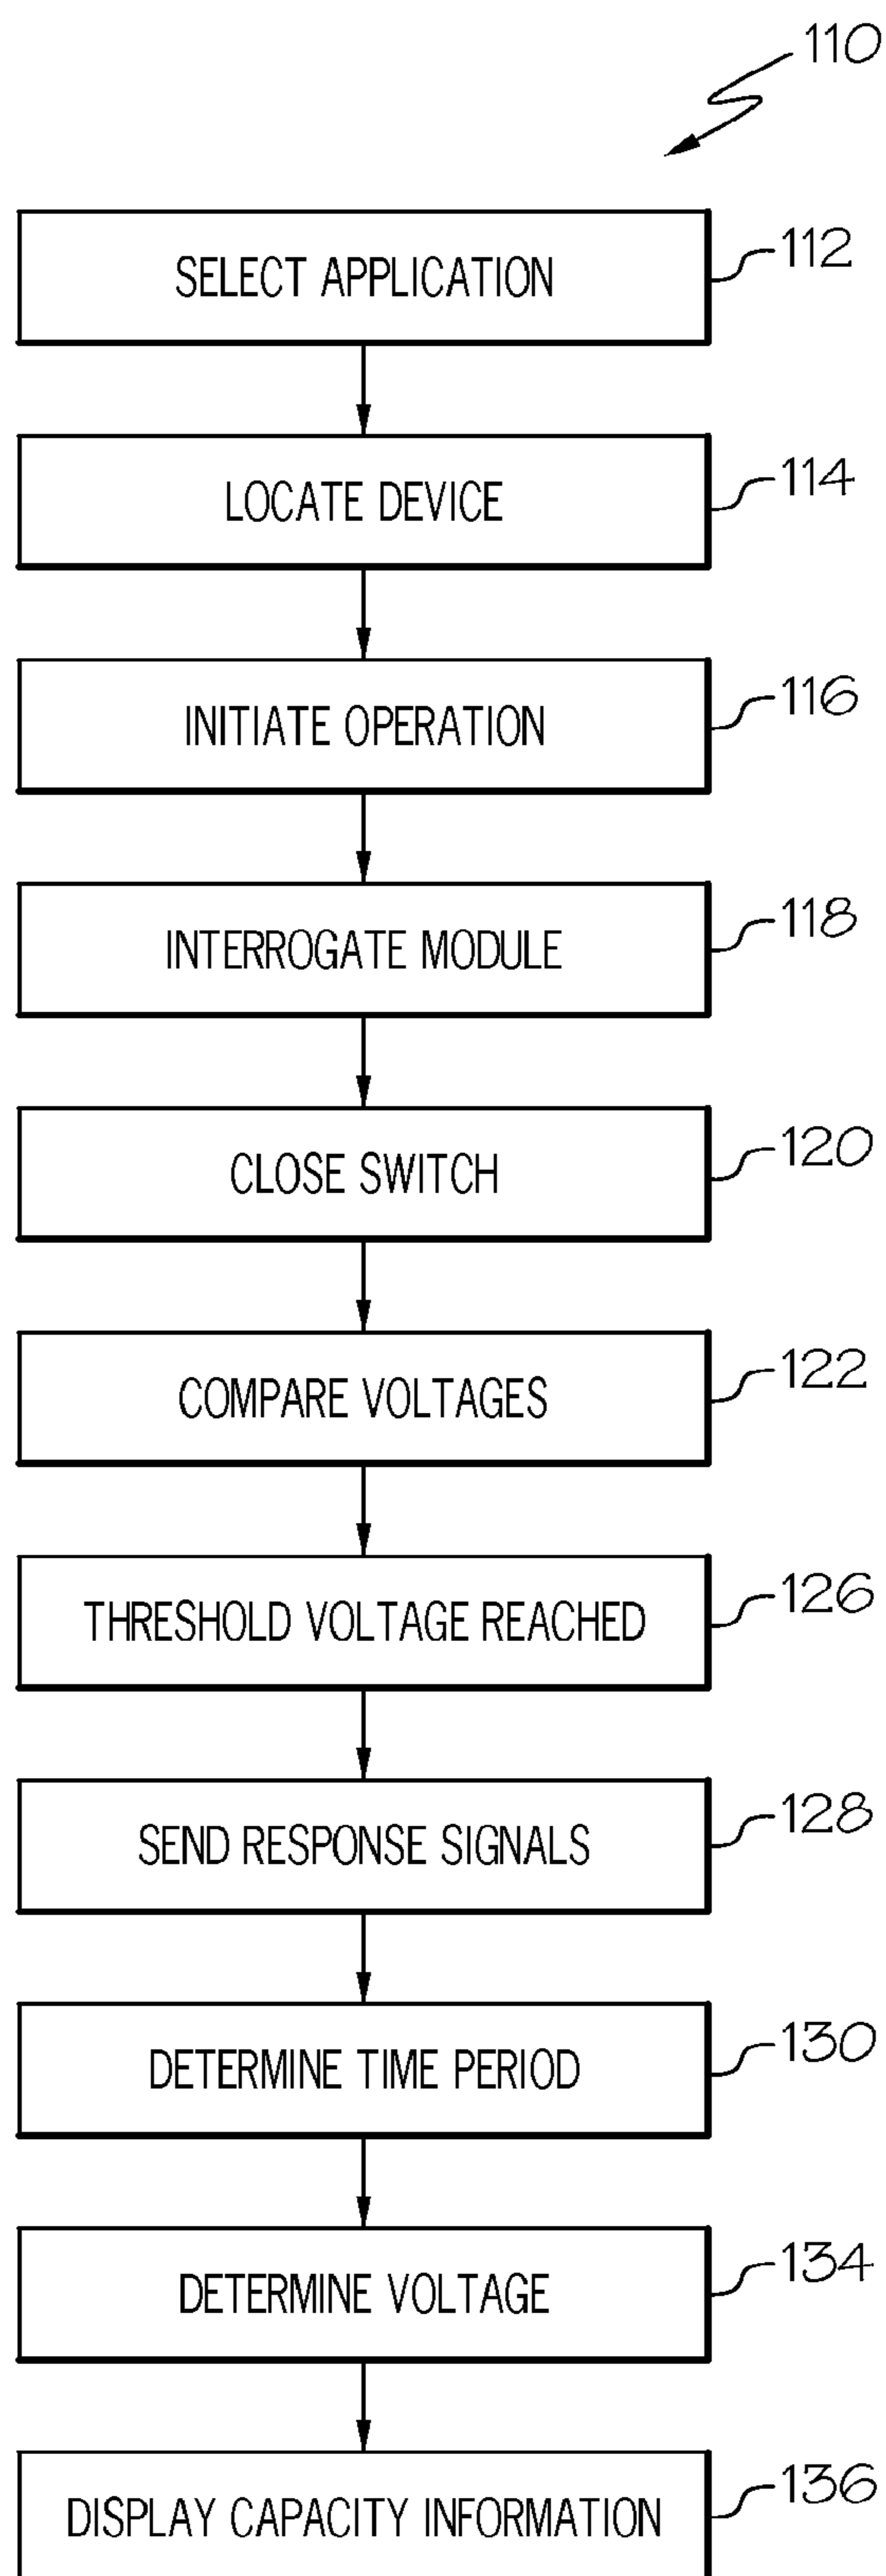 110
SELECT APPLICATION 112
LOCATE DEVICE 114
INITIATE OPERATION 116
INTERROGATE MODULE 118
CLOSE SWITCH 120
COMPARE VOLTAGES 122
THRESHOLD VOLTAGE REACHED 126
SEND RESPONSE SIGNALS 128
DETERMINE TIME PERIOD 130
DETERMINE VOLTAGE 134
DISPLAY CAPACITY INFORMATION 136